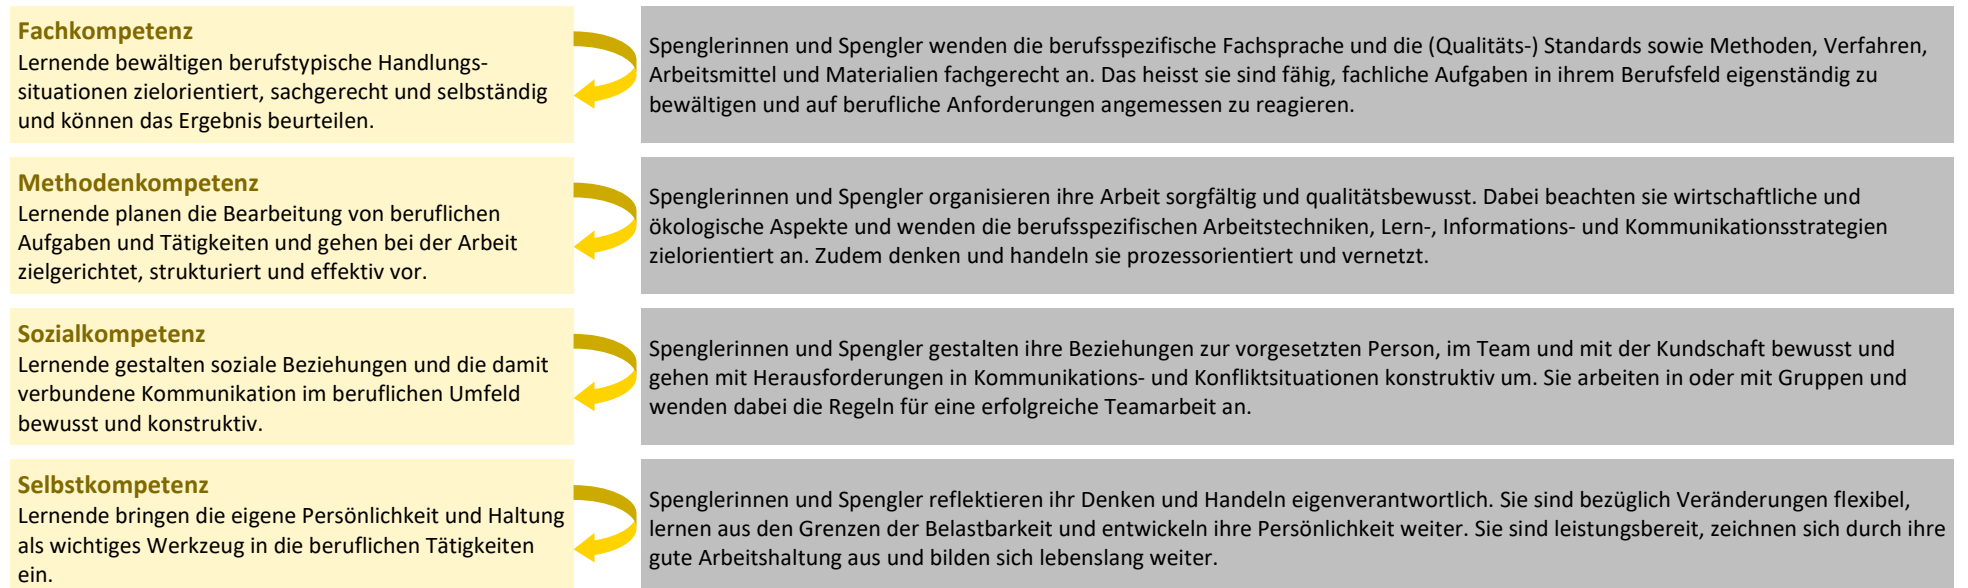 Fachkompetenz
Lernende bewältigen berufstypische Handlungs-
situationen zielorientiert, sachgerecht und selbständig
und können das Ergebnis beurteilen.
Spenglerinnen und Spengler wenden die berufsspezifische Fachsprache und die (Qualitäts-) Standards sowie Methoden, Verfahren,
Arbeitsmittel und Materialien fachgerecht an. Das heisst sie sind fähig, fachliche Aufgaben in ihrem Berufsfeld eigenständig zu
bewältigen und auf berufliche Anforderungen angemessen zu reagieren.
Methodenkompetenz
Lernende planen die Bearbeitung von beruflichen
Aufgaben und Tätigkeiten und gehen bei der Arbeit
zielgerichtet, strukturiert und effektiv vor.
Spenglerinnen und Spengler organisieren ihre Arbeit sorgfältig und qualitätsbewusst. Dabei beachten sie wirtschaftliche und
ökologische Aspekte und wenden die berufsspezifischen Arbeitstechniken, Lern-, Informations- und Kommunikationsstrategien
zielorientiert an. Zudem denken und handeln sie prozessorientiert und vernetzt.
Sozialkompetenz
Lernende gestalten soziale Beziehungen und die damit
verbundene Kommunikation im beruflichen Umfeld
bewusst und konstruktiv.
Spenglerinnen und Spengler gestalten ihre Beziehungen zur vorgesetzten Person, im Team und mit der Kundschaft bewusst und
gehen mit Herausforderungen in Kommunikations- und Konfliktsituationen konstruktiv um. Sie arbeiten in oder mit Gruppen und
wenden dabei die Regeln für eine erfolgreiche Teamarbeit an.
Selbstkompetenz
Lernende bringen die eigene Persönlichkeit und Haltung
als wichtiges Werkzeug in die beruflichen Tätigkeiten
ein.
Spenglerinnen und Spengler reflektieren ihr Denken und Handeln eigenverantwortlich. Sie sind bezüglich Veränderungen flexibel,
lernen aus den Grenzen der Belastbarkeit und entwickeln ihre Persönlichkeit weiter. Sie sind leistungsbereit, zeichnen sich durch ihre
gute Arbeitshaltung aus und bilden sich lebenslang weiter.